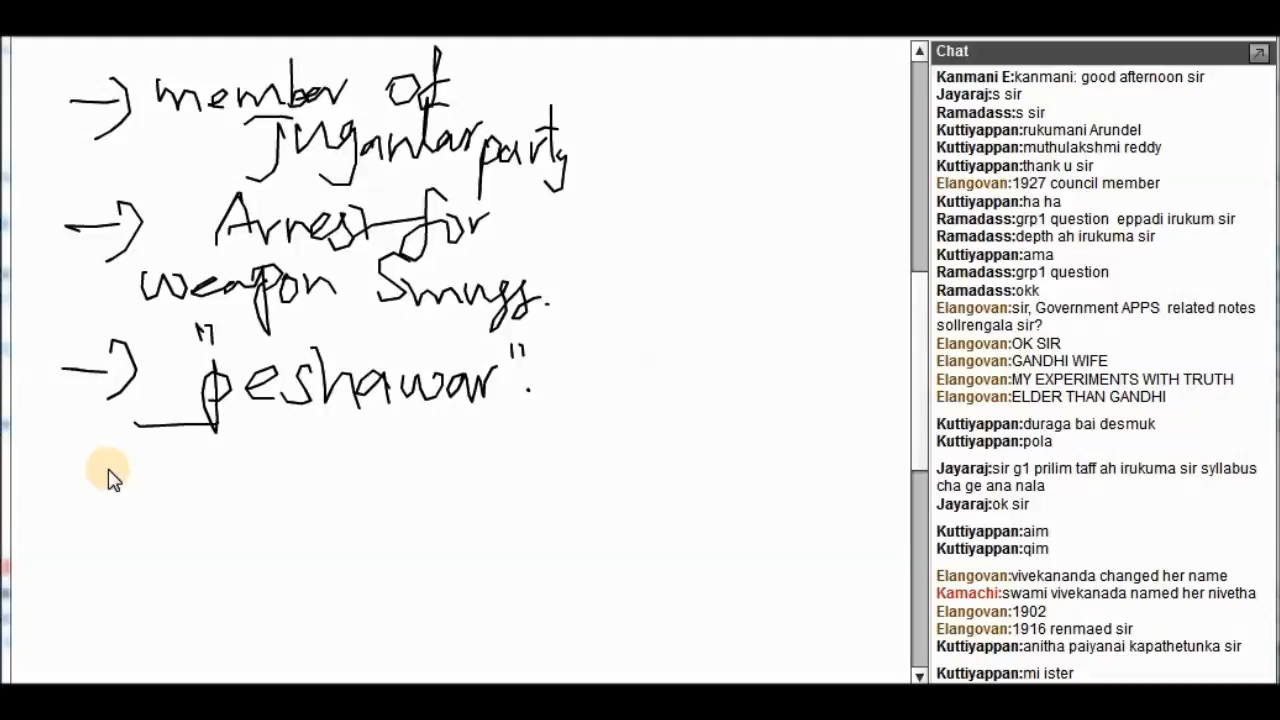 → member of
jugantar party
→ Arrest for
weapon Smugg.
→ "peshawar".
Chat
Kanmani E:kanmani: good afternoon sir
Jayaraj:s sir
Ramadass:s sir
Kuttiyappan:rukumani Arundel
Kuttiyappan:muthulakshmi reddy
Kuttiyappan:thank u sir
Elangovan:1927 council member
Kuttiyappan:ha ha
Ramadass:grp1 question eppadi irukum sir
Ramadass:depth ah irukuma sir
Kuttiyappan:ama
Ramadass:grp1 question
Ramadass:okk
Elangovan:sir, Government APPS related notes
sollrengala sir?
Elangovan:OK SIR
Elangovan:GANDHI WIFE
Elangovan:MY EXPERIMENTS WITH TRUTH
Elangovan:ELDER THAN GANDHI
Kuttiyappan:duraga bai desmuk
Kuttiyappan:pola
Jayaraj:sir g1 prilim taff ah irukuma sir syllabus
cha ge ana nala
Jayaraj:ok sir
Kuttiyappan:aim
Kuttiyappan:qim
Elangovan:vivekananda changed her name
Kamachi:swami vivekanada named her nivetha
Elangovan:1902
Elangovan:1916 renmaed sir
Kuttiyappan:anitha paiyanai kapathetunka sir
Kuttiyappan:mi ister